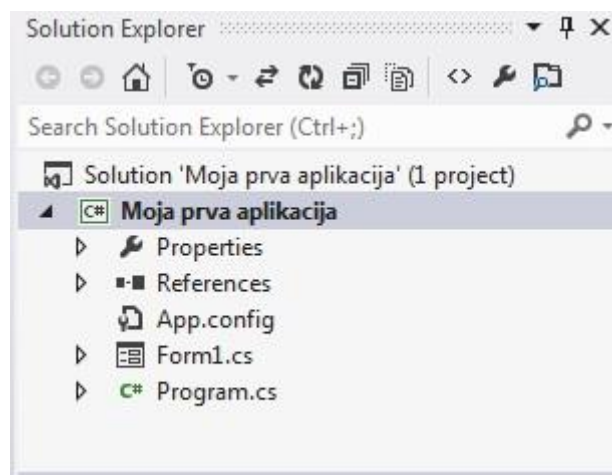 Solution Explorer
Search Solution Explorer (Ctrl+;)
Solution 'Moja prva aplikacija' (1 project)
C# Moja prva aplikacija
Properties
References
App.config
Form1.cs
C# Program.cs